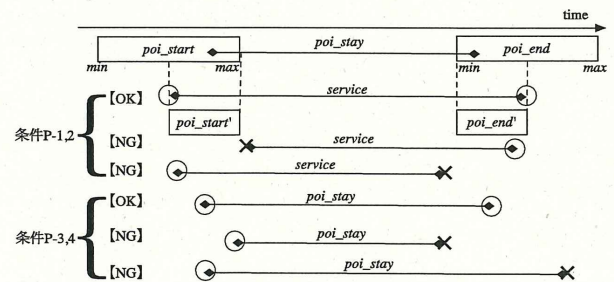 time
poi_start poi_stay poi_end
min max min max
【OK】 service
poi_start' poi_end'
条件P-1,2
【NG】 service
【NG】 service
【OK】 poi_stay
条件P-3,4
【NG】 poi_stay
【NG】 poi_stay